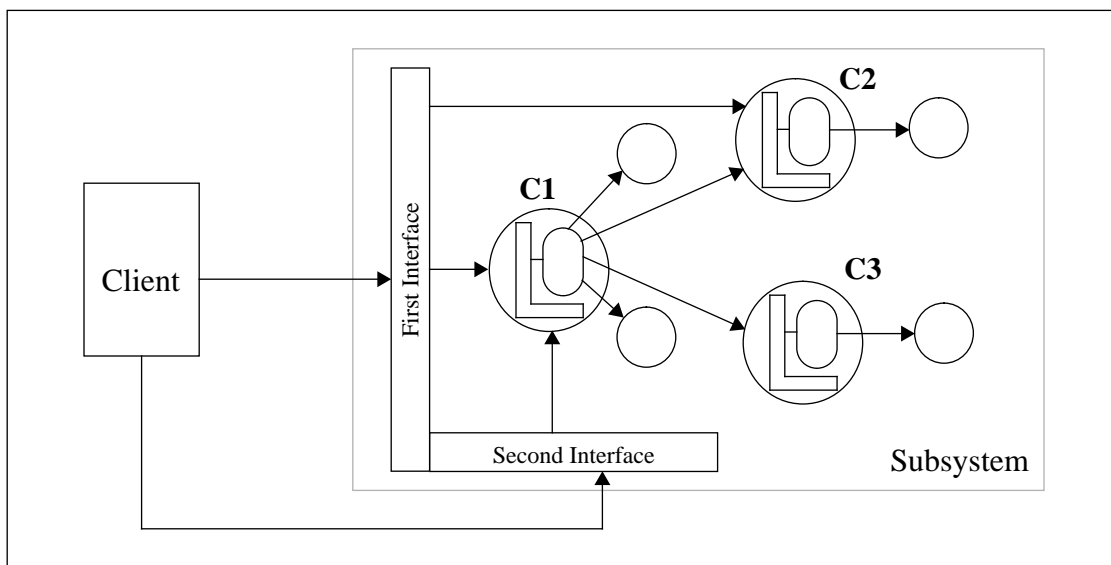 C2
C1
Client
First Interface
C3
Second Interface
Subsystem